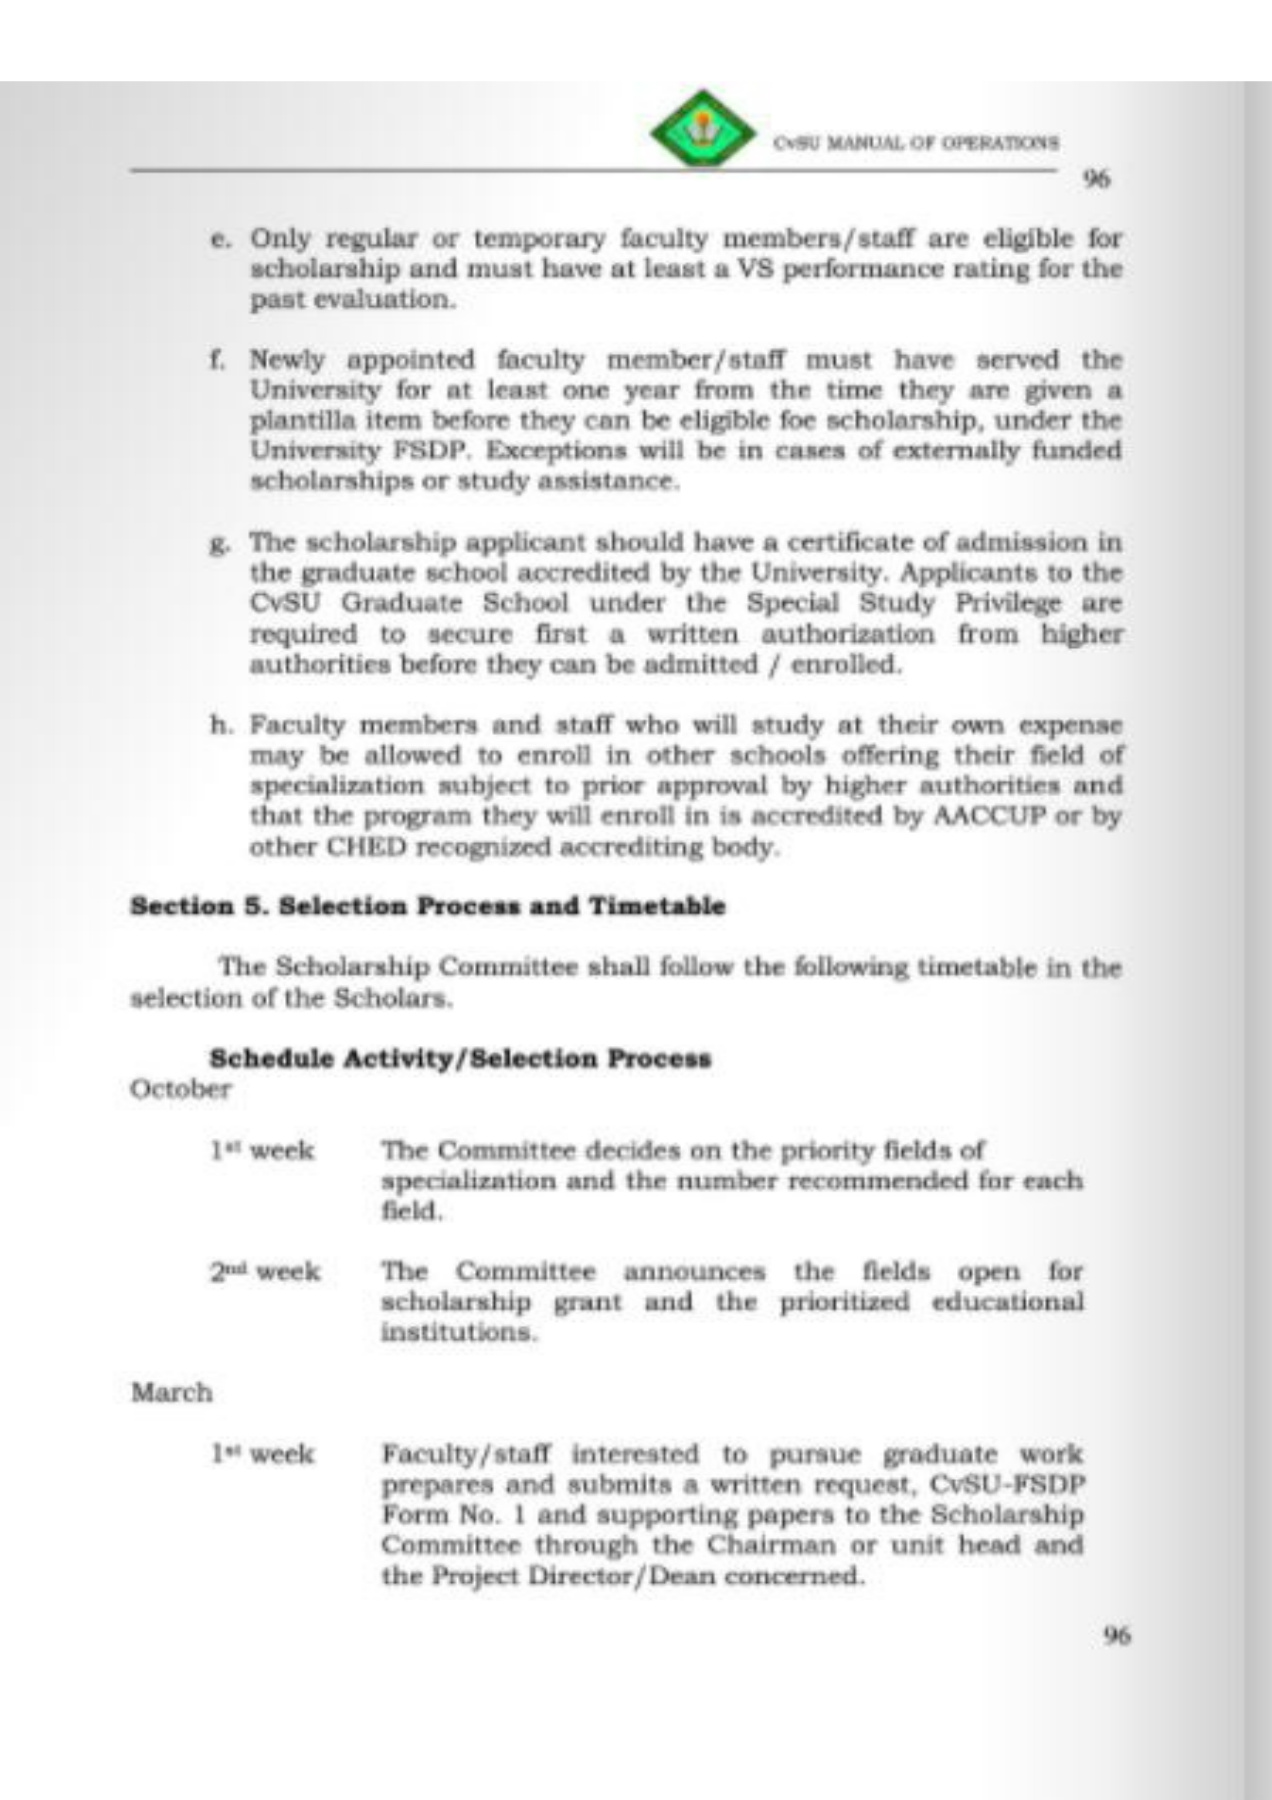 CvSU MANUAL OF OPERATIONS
96
e. Only regular or temporary faculty members/staff are eligible for
scholarship and must have at least a VS performance rating for the
past evaluation.
f. Newly appointed faculty member/staff must have served the
University for at least one year from the time they are given a
plantilla item before they can be eligible foe scholarship, under the
University FSDP. Exceptions will be in cases of externally funded
scholarships or study assistance.
g. The scholarship applicant should have a certificate of admission in
the graduate school accredited by the University. Applicants to the
CvSU Graduate School under the Special Study Privilege are
required to secure first a written authorization from higher
authorities before they can be admitted / enrolled.
h. Faculty members and staff who will study at their own expense
may be allowed to enroll in other schools offering their field of
specialization subject to prior approval by higher authorities and
that the program they will enroll in is accredited by AACCUP or by
other CHED recognized accrediting body.
Section 5. Selection Process and Timetable
The Scholarship Committee shall follow the following timetable in the
selection of the Scholars.
Schedule Activity/Selection Process
October
1st week The Committee decides on the priority fields of
specialization and the number recommended for each
field.
2nd week The Committee announces the fields open for
scholarship grant and the prioritized educational
institutions.
March
1st week Faculty/staff interested to pursue graduate work
prepares and submits a written request, CvSU-FSDP
Form No. 1 and supporting papers to the Scholarship
Committee through the Chairman or unit head and
the Project Director/Dean concerned.
96